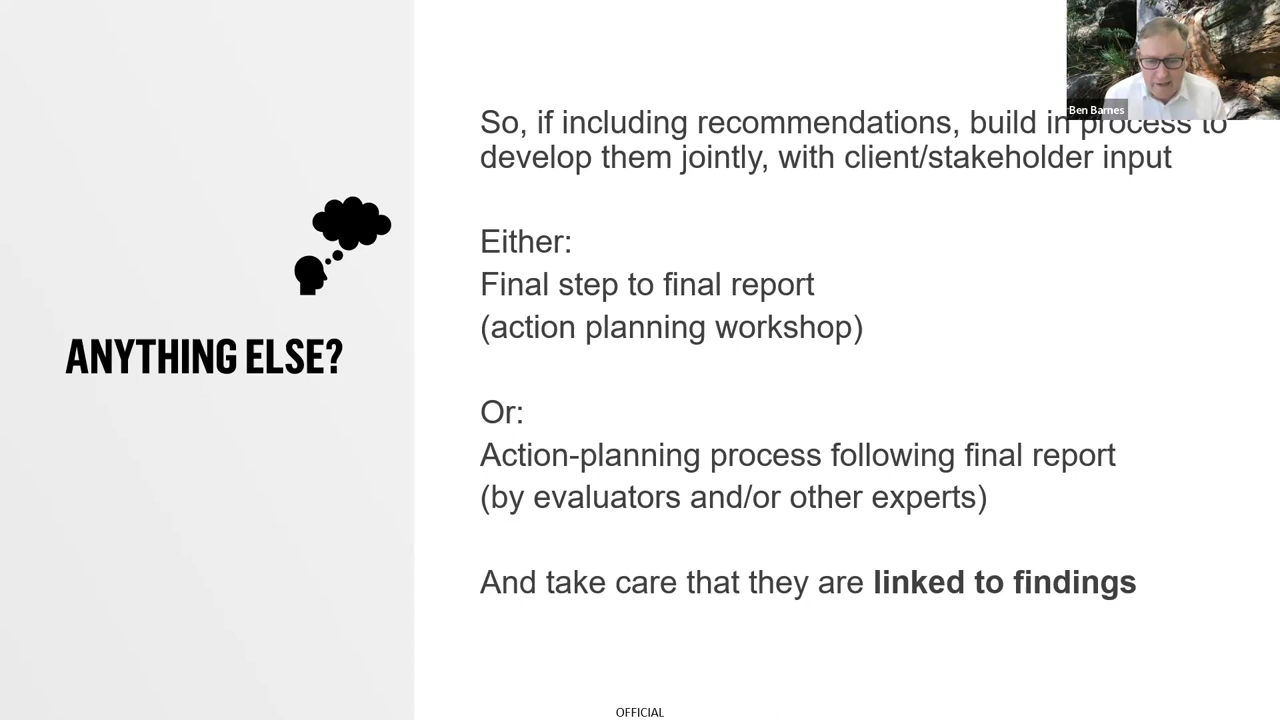 So, if including recommendations, build in process to
develop them jointly, with client/stakeholder input
Either:
Final step to final report
(action planning workshop)
Or:
Action-planning process following final report
(by evaluators and/or other experts)
And take care that they are linked to findings
ANYTHING ELSE?
Ben Barnes
OFFICIAL